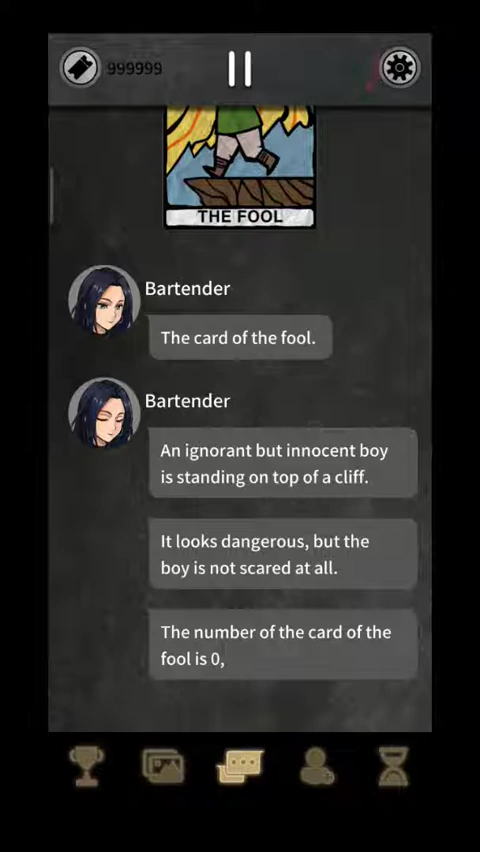 999999
THE FOOL
Bartender
The card of the fool.
Bartender
An ignorant but innocent boy
is standing on top of a cliff.
It looks dangerous, but the
boy is not scared at all.
The number of the card of the
fool is 0,